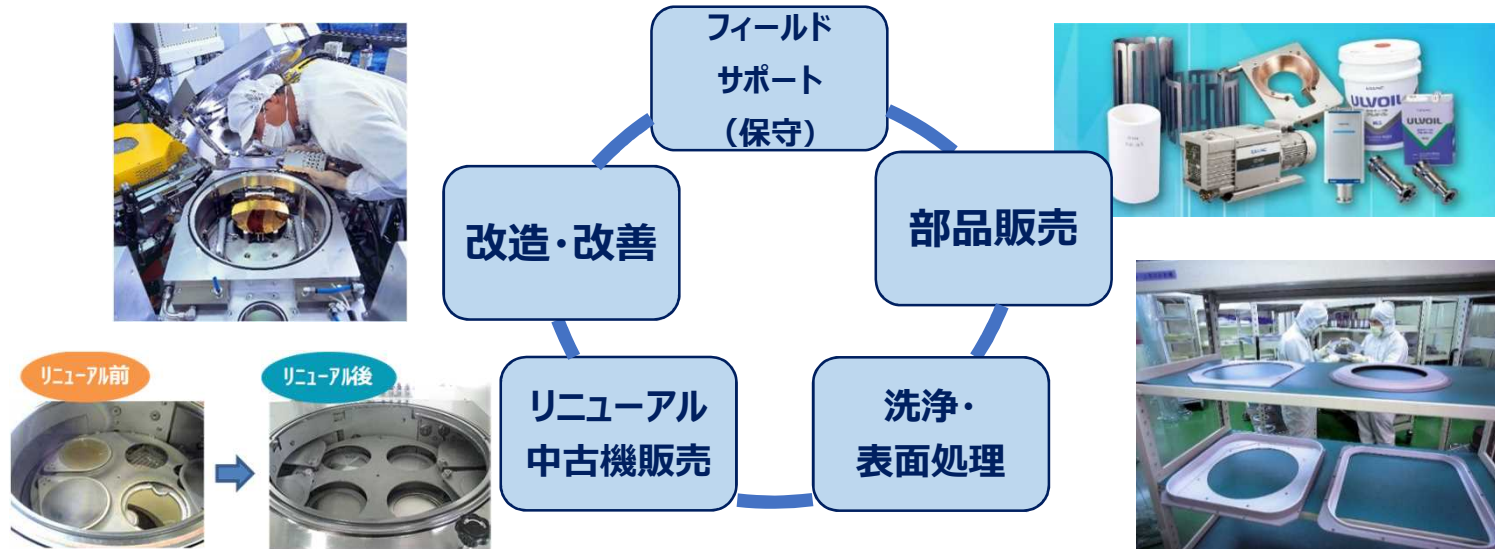 フィールド
サポート
（保守）
改造・改善
部品販売
リニューアル
中古機販売
洗浄・
表面処理
リニューアル前
リニューアル後
ULVOIL
ULVOIL